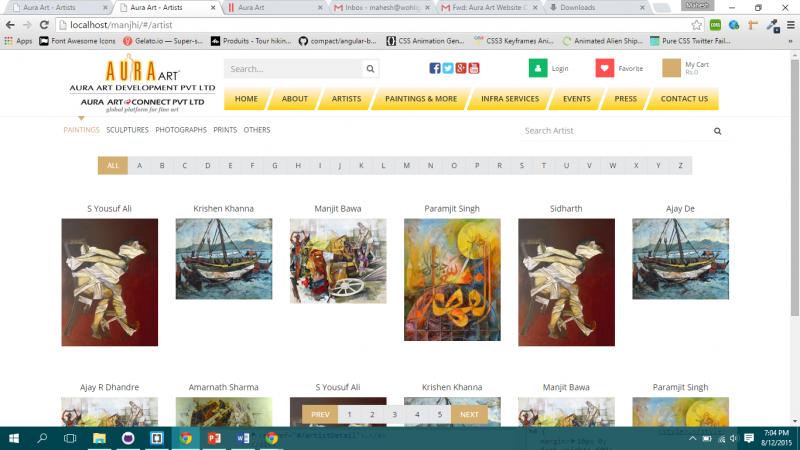 Mahesh
Aura Art - Artists
Aura Art - Artists
Aura Art
Inbox - mahesh@wohlig
Fwd: Aura Art Website C
Downloads
localhost/manjhi/#/artist
Apps
Font Awesome Icons
Gelato.io — Super-s...
Produits - Tour hikin...
compact/angular-b...
[] CSS Animation Gen...
CSS3 Keyframes Ani...
Animated Alien Ship...
Pure CSS Twitter Fail...
AURA ART
AURA ART DEVELOPMENT PVT LTD
AURA ART CONNECT PVT LTD
global platform for fine art
Search...
Login
Favorite
My Cart
Rs.0
HOME ABOUT ARTISTS PAINTINGS & MORE INFRA SERVICES EVENTS PRESS CONTACT US
PAINTINGS SCULPTURES PHOTOGRAPHS PRINTS OTHERS
Search Artist
ALL A B C D E F G H I J K L M N O P R S T U V W X Y Z
S Yousuf Ali Krishen Khanna Manjit Bawa Paramjit Singh Sidharth Ajay De
Ajay R Dhandre Amarnath Sharma S Yousuf Ali Krishen Khanna Manjit Bawa Paramjit Singh
PREV 1 2 3 4 5 NEXT
7:04 PM
8/12/2015